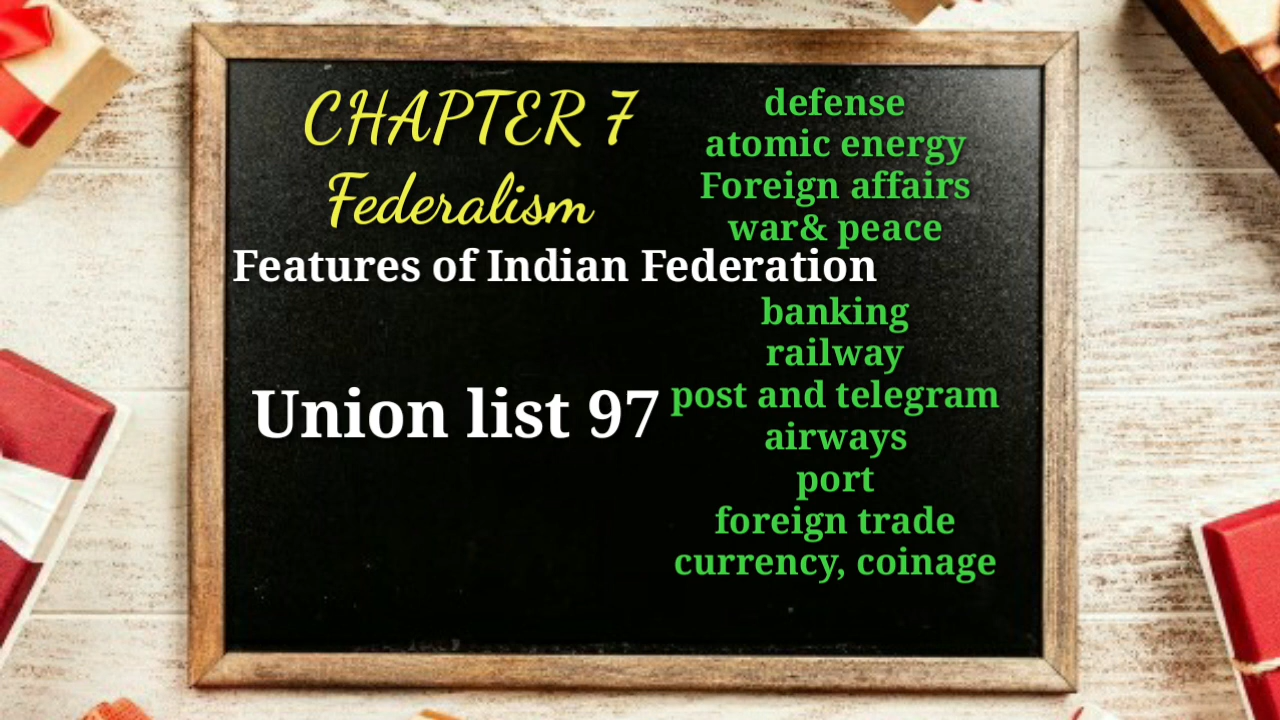 CHAPTER 7
Federalism
Features of Indian Federation
Union list 97
defense
atomic energy
Foreign affairs
war& peace
banking
railway
post and telegram
airways
port
foreign trade
currency, coinage